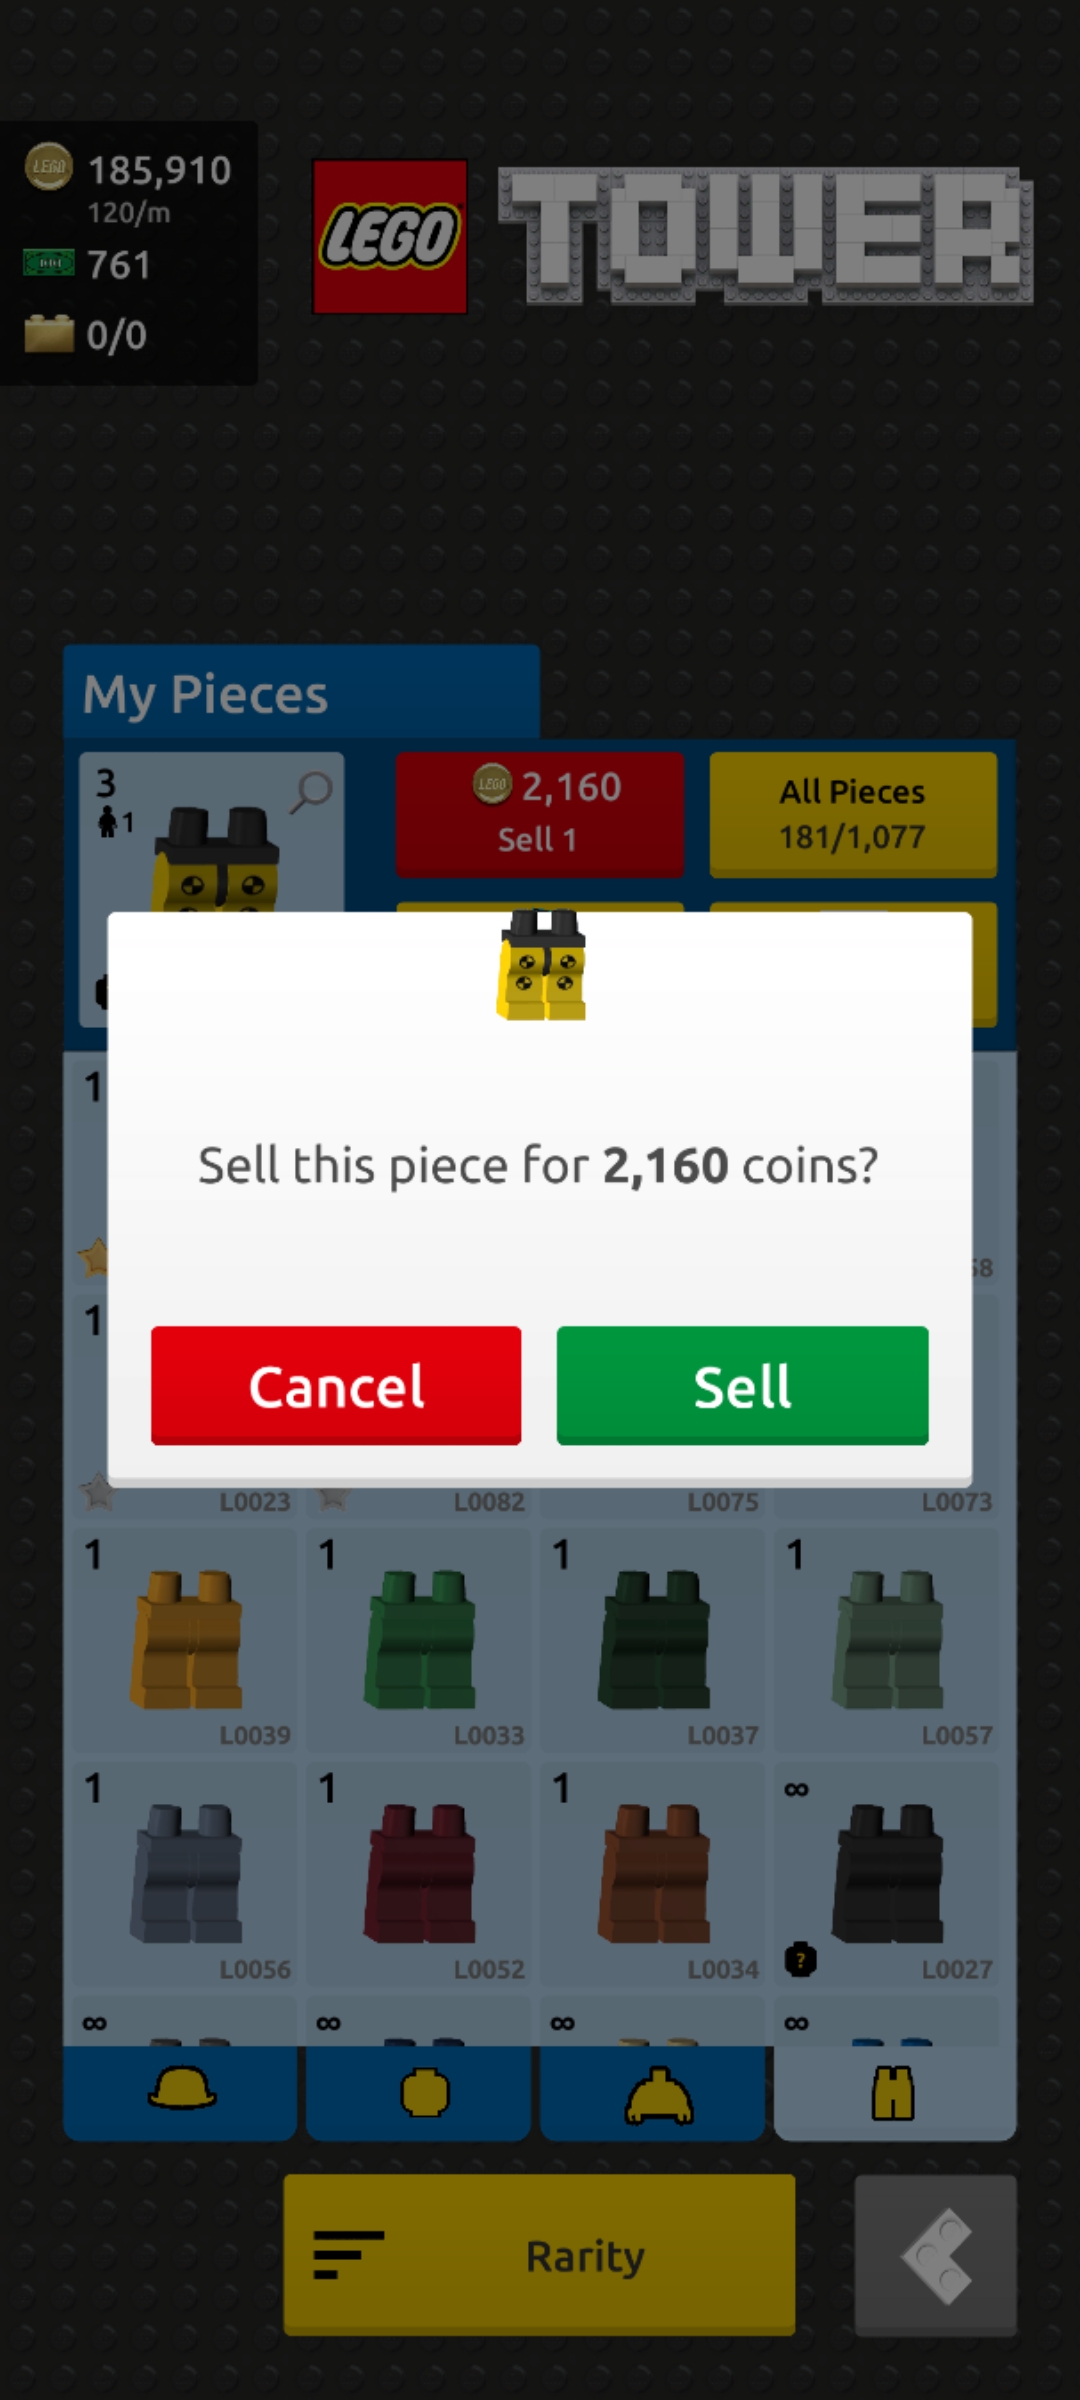 185,910
120/m
761
0/0
LEGO TOWER
My Pieces
3
1
2,160
Sell 1
All Pieces
181/1,077
Sell this piece for 2,160 coins?
Cancel
Sell
1
58
1
L0023
L0082
L0075
L0073
1 1 1 1
L0039 L0033 L0037 L0057
1 1 1 ∞
L0056 L0052 L0034 ? L0027
∞ ∞ ∞ ∞
Rarity